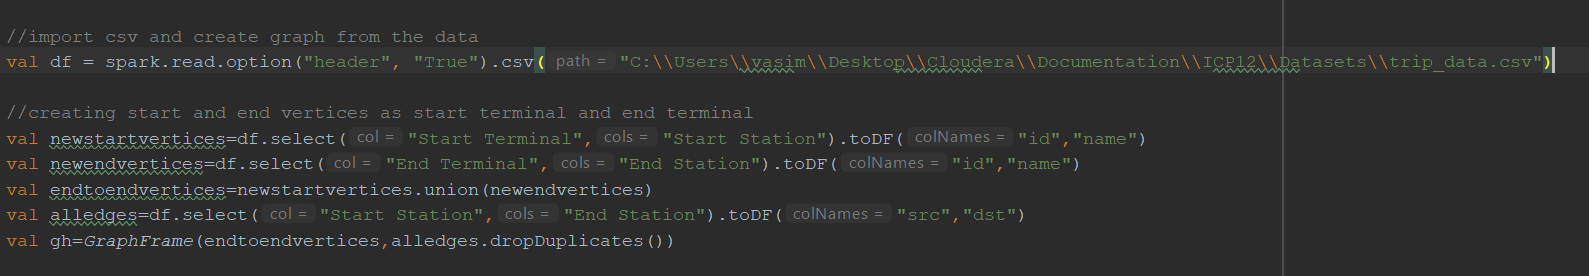 //import csv and create graph from the data
val df = spark.read.option("header", "True").csv( path = "C:\\Users\\vasim\\Desktop\\Cloudera\\Documentation\\ICP12\\Datasets\\trip_data.csv")
//creating start and end vertices as start terminal and end terminal
val newstartvertices=df.select( col = "Start Terminal", cols = "Start Station").toDF( colNames = "id","name")
val newendvertices=df.select( col = "End Terminal", cols = "End Station").toDF( colNames = "id","name")
val endtoendvertices=newstartvertices.union(newendvertices)
val alledges=df.select( col = "Start Station", cols = "End Station").toDF( colNames = "src","dst")
val gh=GraphFrame(endtoendvertices,alledges.dropDuplicates())